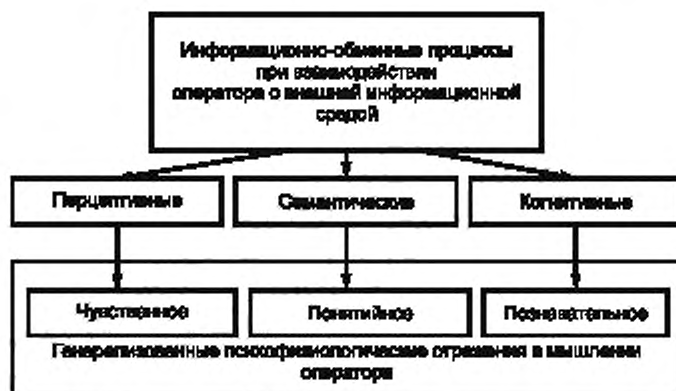 Информационно-обменные процессы
при взаимодействии
оператора с внешней информационной
средой
Перцептивные
Семантические
Когнитивные
Чувственное
Понятийное
Познавательное
Генерализованные психофизиологические отражения в мышлении
оператора